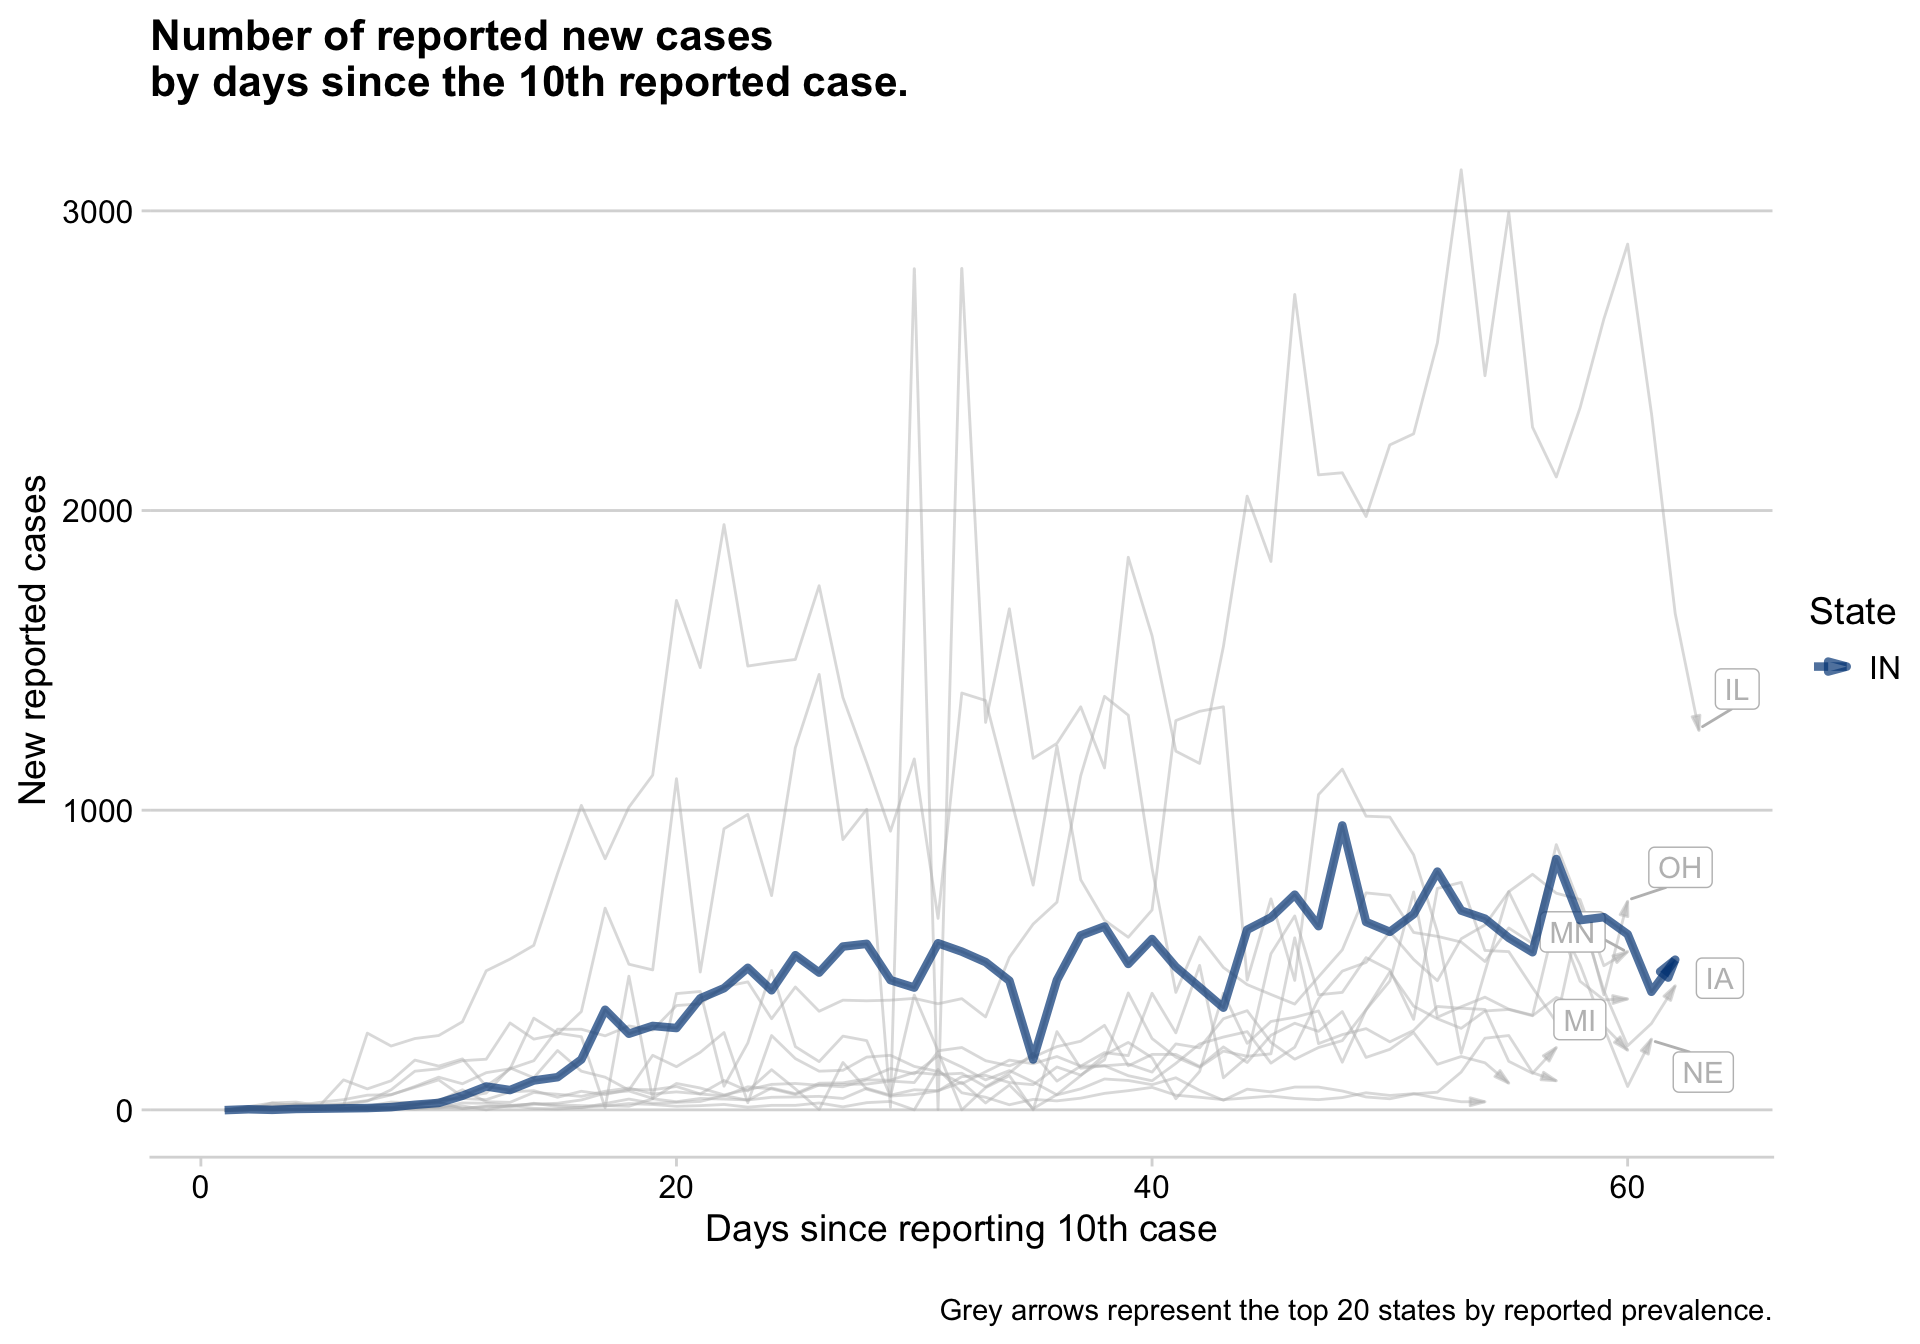 Number of reported new cases
by days since the 10th reported case.
New reported cases
3000
2000
1000
0
0
20
40
60
Days since reporting 10th case
IL
OH
MN
IA
MI
NE
State
IN
Grey arrows represent the top 20 states by reported prevalence.